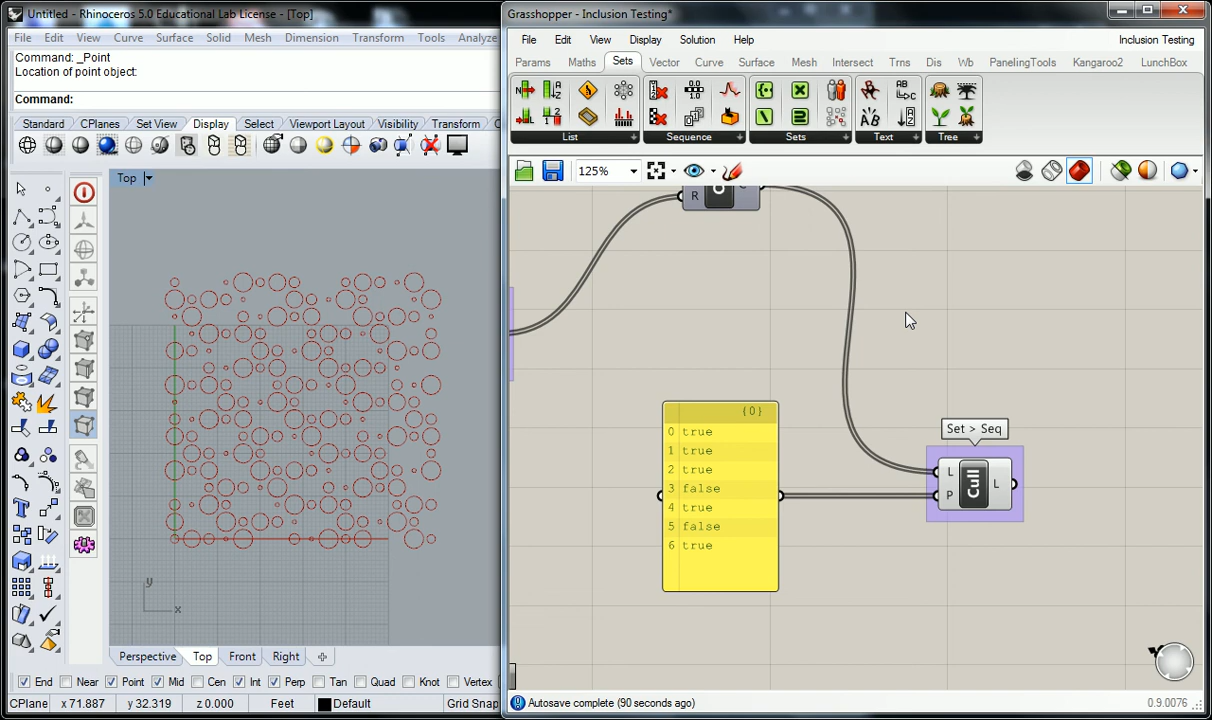 Untitled - Rhinoceros 5.0 Educational Lab License - [Top]
File Edit View Curve Surface Solid Mesh Dimension Transform Tools Analyze
Command: _Point
Location of point object:
Command:
Standard CPlanes Set View Display Select Viewport Layout Visibility Transform C
Top
y
x
Perspective Top Front Right
End Near Point Mid Cen Int Perp Tan Quad Knot Vertex
CPlane x 71.887 y 32.319 z 0.000 Feet Default Grid Snap
Grasshopper - Inclusion Testing*
File Edit View Display Solution Help Inclusion Testing
Params Maths Sets Vector Curve Surface Mesh Intersect Trns Dis Wb PanelingTools Kangaroo2 LunchBox
List Sequence Sets Text Tree
125%
R
{0}
0 true
1 true
2 true
3 false
4 true
5 false
6 true
Set > Seq
L Cull L
P
Autosave complete (90 seconds ago) 0.9.0076